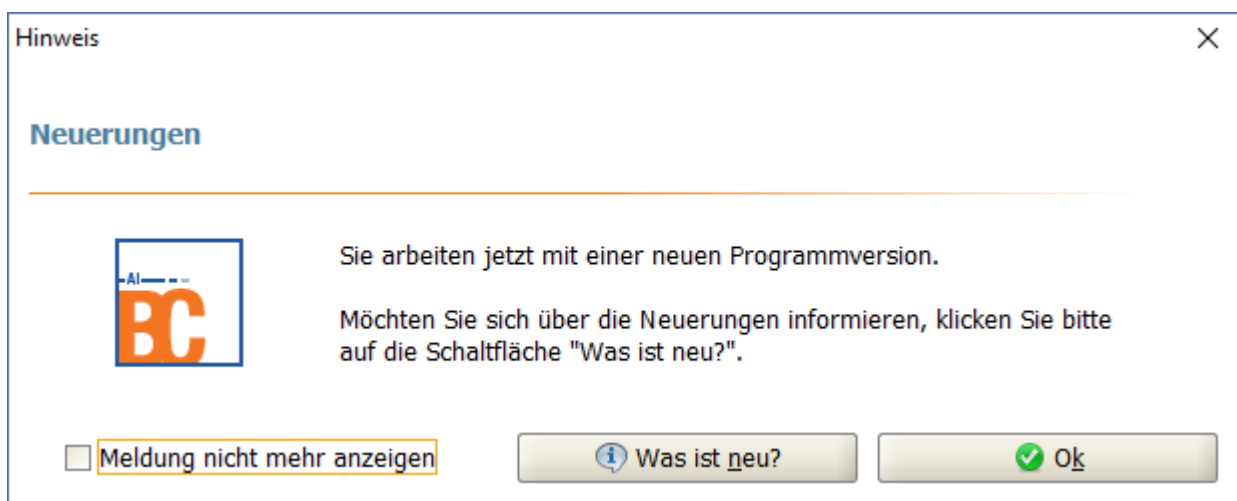 Hinweis
Neuerungen
Sie arbeiten jetzt mit einer neuen Programmversion.
AI
BC
Möchten Sie sich über die Neuerungen informieren, klicken Sie bitte
auf die Schaltfläche "Was ist neu?".
Meldung nicht mehr anzeigen
Was ist neu?
Ok